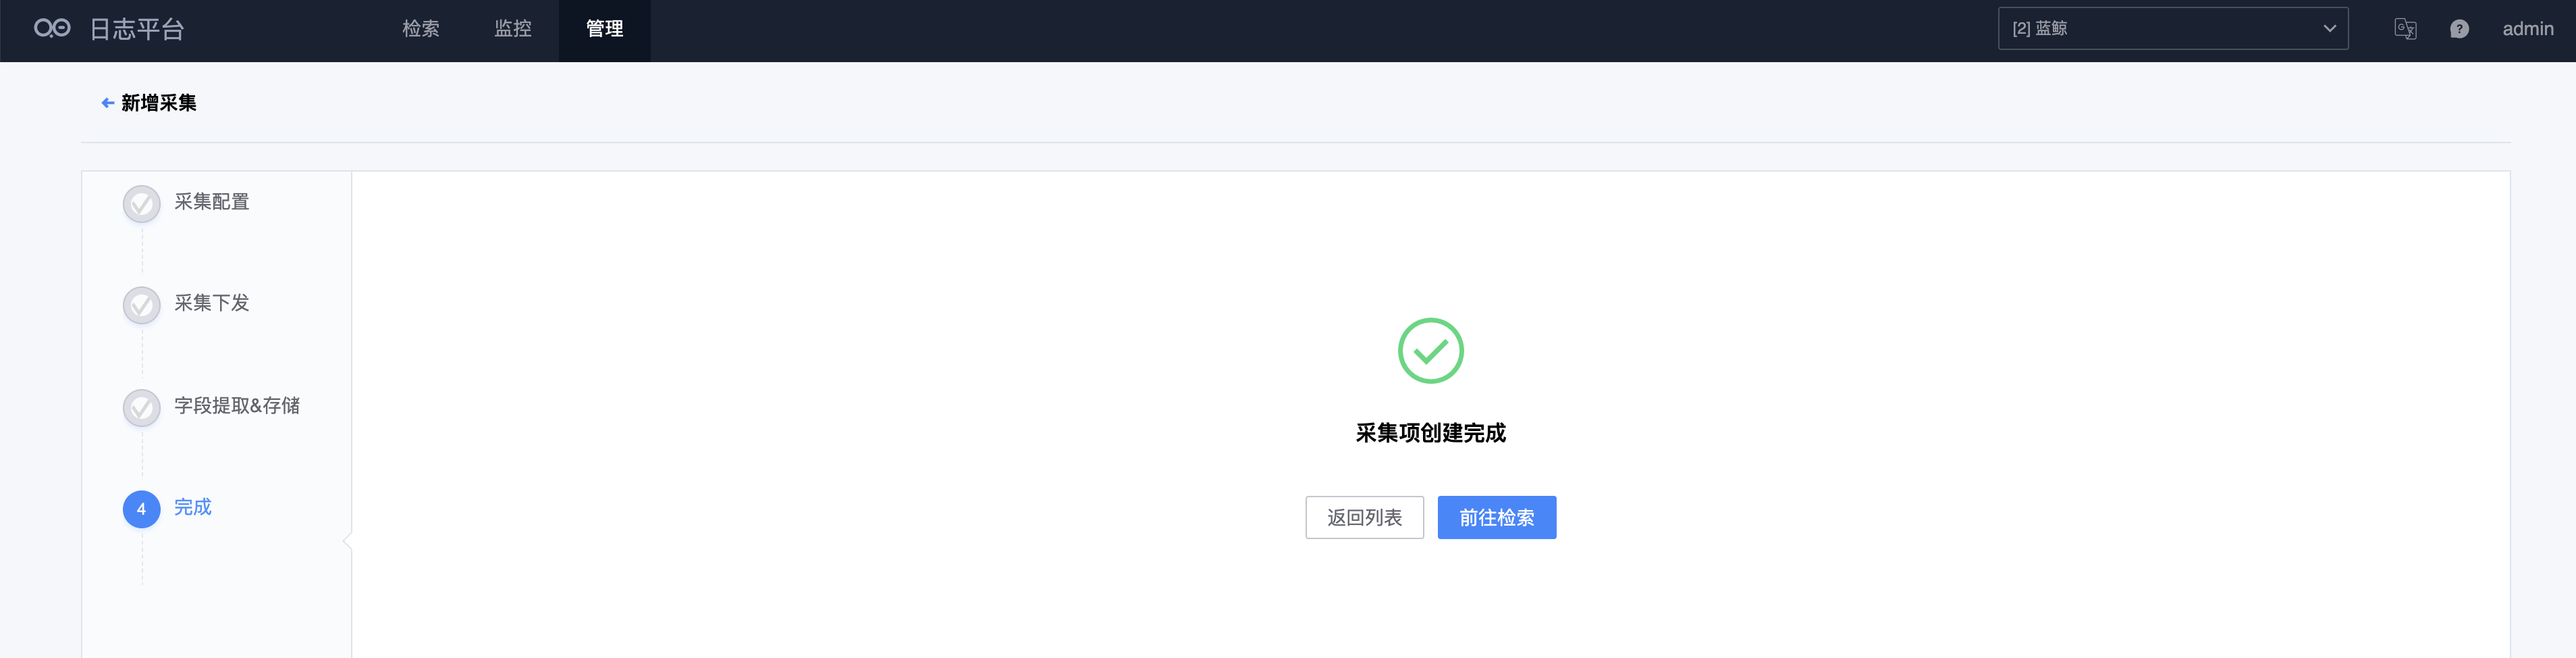 日志平台
检索
监控
管理
[2] 蓝鲸
admin
新增采集
采集配置
采集下发
字段提取&存储
4 完成
采集项创建完成
返回列表
前往检索